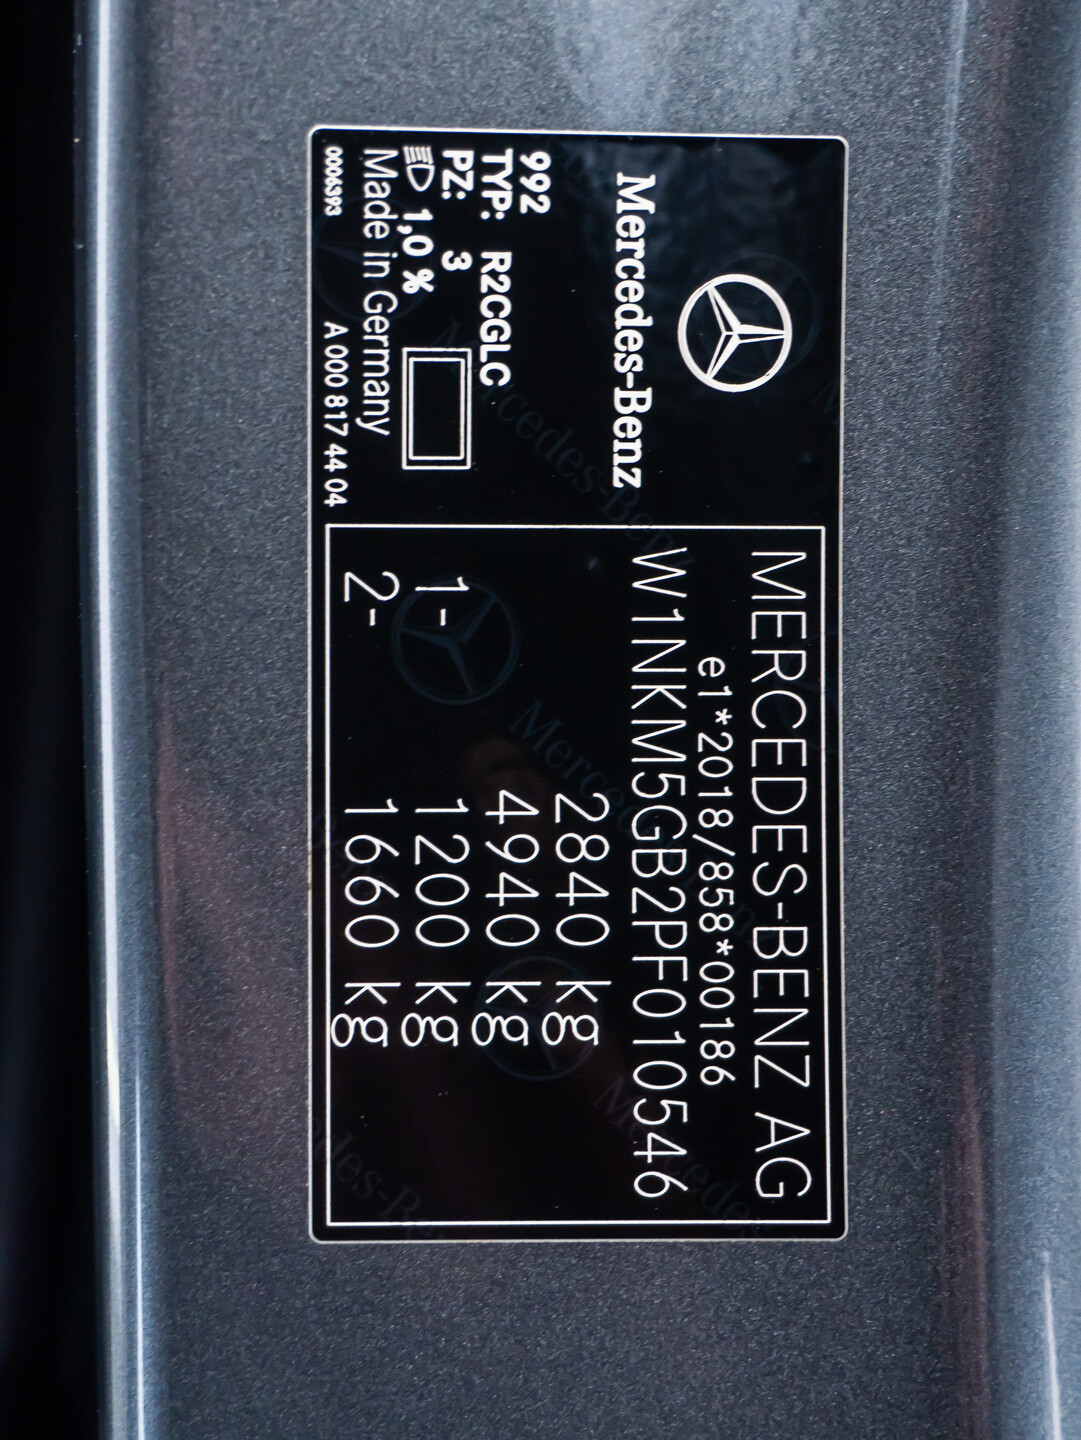 Mercedes-Benz
992
TYP: R2CGLC
PZ: 3
1,0 %
Made in Germany
0006393 A 000 817 44 04
MERCEDES-BENZ AG
e1*2018/858*00186
W1NKM5GB2PF010546
2840 kg
4940 kg
1- 1200 kg
2- 1660 kg